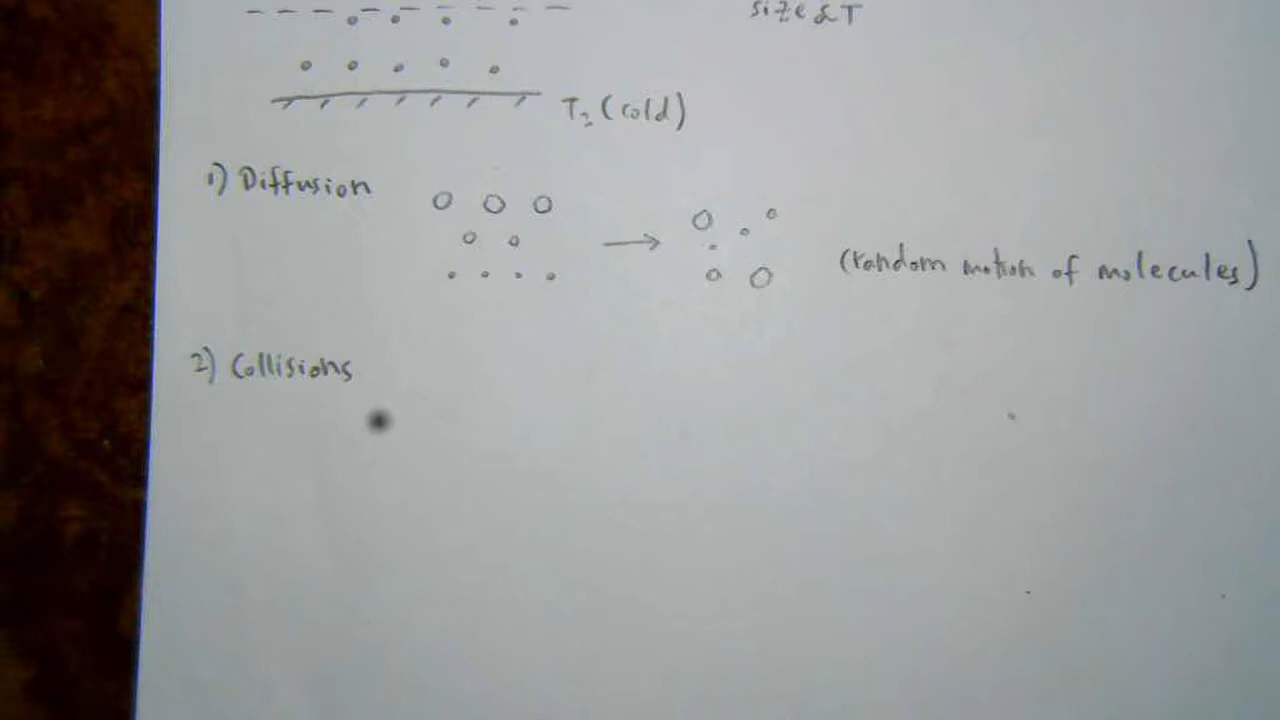 size & T
T₂ (cold)
1) Diffusion
(random motion of molecules)
2) Collisions